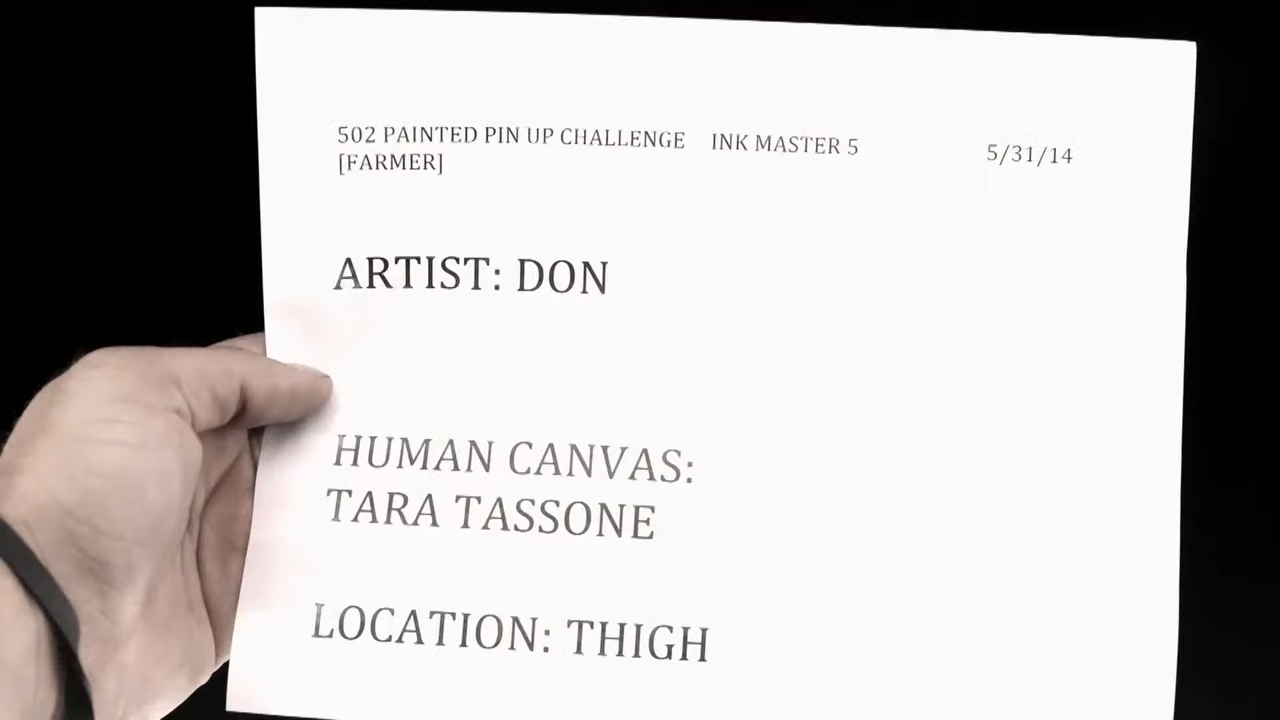 502 PAINTED PIN UP CHALLENGE INK MASTER 5 5/31/14
[FARMER]
ARTIST: DON
HUMAN CANVAS:
TARA TASSONE
LOCATION: THIGH